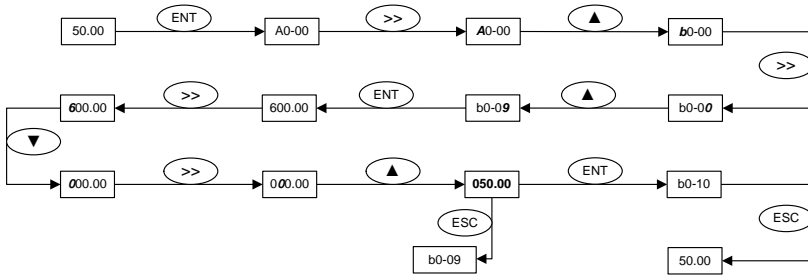 50.00 ENT A0-00 >> A0-00 ▲ b0-00
>>
600.00 >> 600.00 ENT b0-09 ▲ b0-00
▼
000.00 >> 000.00 ▲ 050.00 ENT b0-10
ESC ESC
b0-09 50.00